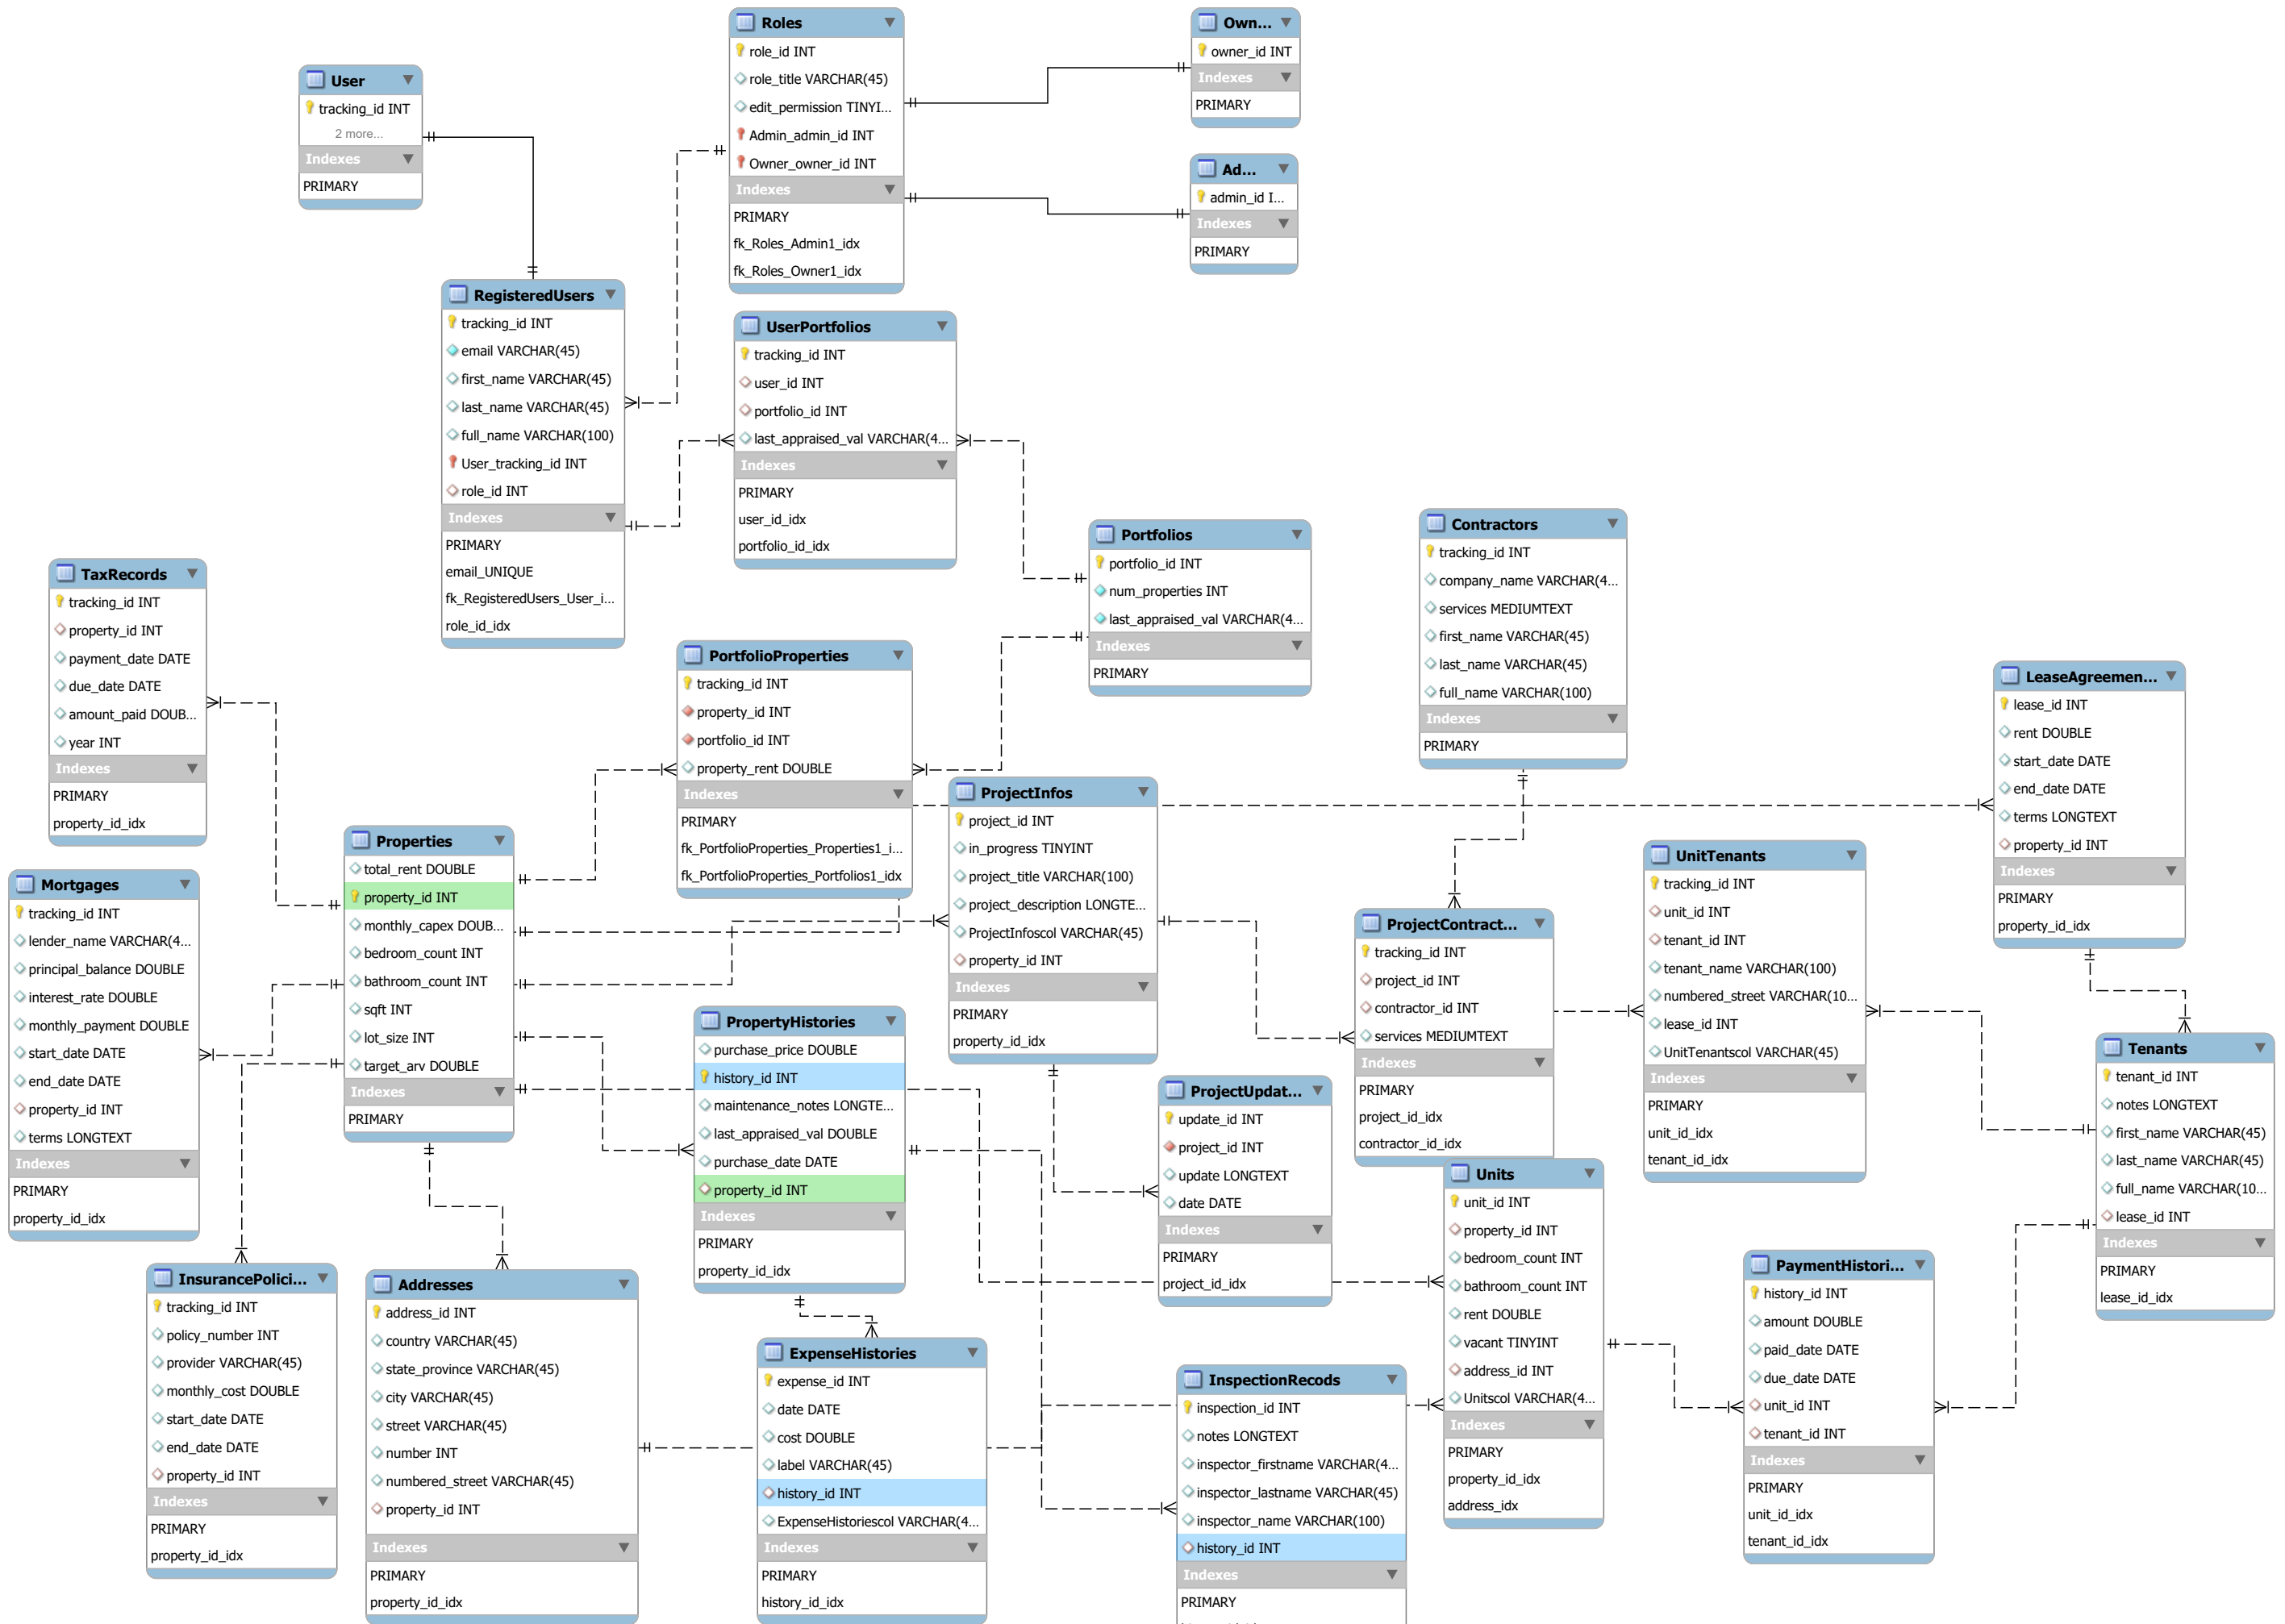 User
tracking_id INT
2 more...
Indexes
PRIMARY
Roles
role_id INT
role_title VARCHAR(45)
edit_permission TINYI...
Admin_admin_id INT
Owner_owner_id INT
Indexes
PRIMARY
fk_Roles_Admin1_idx
fk_Roles_Owner1_idx
Own...
owner_id INT
Indexes
PRIMARY
Ad...
admin_id I...
Indexes
PRIMARY
RegisteredUsers
tracking_id INT
email VARCHAR(45)
first_name VARCHAR(45)
last_name VARCHAR(45)
full_name VARCHAR(100)
User_tracking_id INT
role_id INT
Indexes
PRIMARY
email_UNIQUE
fk_RegisteredUsers_User_i...
role_id_idx
UserPortfolios
tracking_id INT
user_id INT
portfolio_id INT
last_appraised_val VARCHAR(4...
Indexes
PRIMARY
user_id_idx
portfolio_id_idx
Portfolios
portfolio_id INT
num_properties INT
last_appraised_val VARCHAR(4...
Indexes
PRIMARY
Contractors
tracking_id INT
company_name VARCHAR(4...
services MEDIUMTEXT
first_name VARCHAR(45)
last_name VARCHAR(45)
full_name VARCHAR(100)
Indexes
PRIMARY
TaxRecords
tracking_id INT
property_id INT
payment_date DATE
due_date DATE
amount_paid DOUB...
year INT
Indexes
PRIMARY
property_id_idx
PortfolioProperties
tracking_id INT
property_id INT
portfolio_id INT
property_rent DOUBLE
Indexes
PRIMARY
fk_PortfolioProperties_Properties1_i...
fk_PortfolioProperties_Portfolios1_idx
LeaseAgreemen...
lease_id INT
rent DOUBLE
start_date DATE
end_date DATE
terms LONGTEXT
property_id INT
Indexes
PRIMARY
property_id_idx
ProjectInfos
project_id INT
in_progress TINYINT
project_title VARCHAR(100)
project_description LONGTE...
ProjectInfoscol VARCHAR(45)
property_id INT
Indexes
PRIMARY
property_id_idx
Properties
total_rent DOUBLE
property_id INT
monthly_capex DOUB...
bedroom_count INT
bathroom_count INT
sqft INT
lot_size INT
target_arv DOUBLE
Indexes
PRIMARY
Mortgages
tracking_id INT
lender_name VARCHAR(4...
principal_balance DOUBLE
interest_rate DOUBLE
monthly_payment DOUBLE
start_date DATE
end_date DATE
property_id INT
terms LONGTEXT
Indexes
PRIMARY
property_id_idx
UnitTenants
tracking_id INT
unit_id INT
tenant_id INT
tenant_name VARCHAR(100)
numbered_street VARCHAR(10...
lease_id INT
UnitTenantscol VARCHAR(45)
Indexes
PRIMARY
unit_id_idx
tenant_id_idx
ProjectContract...
tracking_id INT
project_id INT
contractor_id INT
services MEDIUMTEXT
Indexes
PRIMARY
project_id_idx
contractor_id_idx
PropertyHistories
purchase_price DOUBLE
history_id INT
maintenance_notes LONGTE...
last_appraised_val DOUBLE
purchase_date DATE
property_id INT
Indexes
PRIMARY
property_id_idx
Tenants
tenant_id INT
notes LONGTEXT
first_name VARCHAR(45)
last_name VARCHAR(45)
full_name VARCHAR(10...
lease_id INT
Indexes
PRIMARY
lease_id_idx
ProjectUpdat...
update_id INT
project_id INT
update LONGTEXT
date DATE
Indexes
PRIMARY
project_id_idx
Units
unit_id INT
property_id INT
bedroom_count INT
bathroom_count INT
rent DOUBLE
vacant TINYINT
address_id INT
Unitscol VARCHAR(4...
Indexes
PRIMARY
property_id_idx
address_idx
PaymentHistori...
history_id INT
amount DOUBLE
paid_date DATE
due_date DATE
unit_id INT
tenant_id INT
Indexes
PRIMARY
unit_id_idx
tenant_id_idx
InsurancePolici...
tracking_id INT
policy_number INT
provider VARCHAR(45)
monthly_cost DOUBLE
start_date DATE
end_date DATE
property_id INT
Indexes
PRIMARY
property_id_idx
Addresses
address_id INT
country VARCHAR(45)
state_province VARCHAR(45)
city VARCHAR(45)
street VARCHAR(45)
number INT
numbered_street VARCHAR(45)
property_id INT
Indexes
PRIMARY
property_id_idx
ExpenseHistories
expense_id INT
date DATE
cost DOUBLE
label VARCHAR(45)
history_id INT
ExpenseHistoriescol VARCHAR(4...
Indexes
PRIMARY
history_id_idx
InspectionRecods
inspection_id INT
notes LONGTEXT
inspector_firstname VARCHAR(4...
inspector_lastname VARCHAR(45)
inspector_name VARCHAR(100)
history_id INT
Indexes
PRIMARY